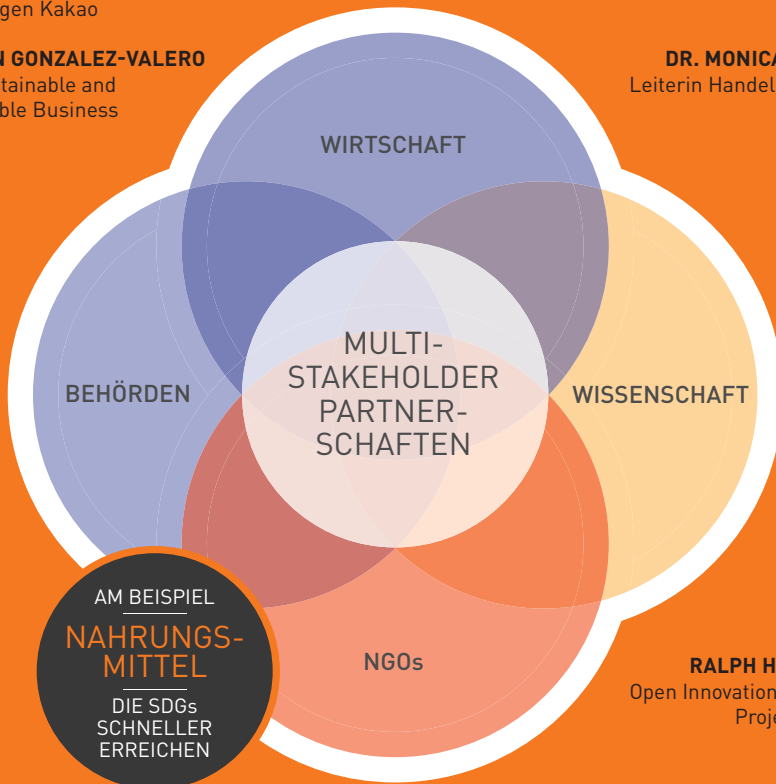 gen Kakao
N GONZALEZ-VALERO
tainable and
ble Business
DR. MONICA
Leiterin Handel
WIRTSCHAFT
BEHÖRDEN
MULTI-
STAKEHOLDER
PARTNER-
SCHAFTEN
WISSENSCHAFT
NGOs
AM BEISPIEL
NAHRUNGS-
MITTEL
DIE SDGs
SCHNELLER
ERREICHEN
RALPH H
Open Innovation
Proje